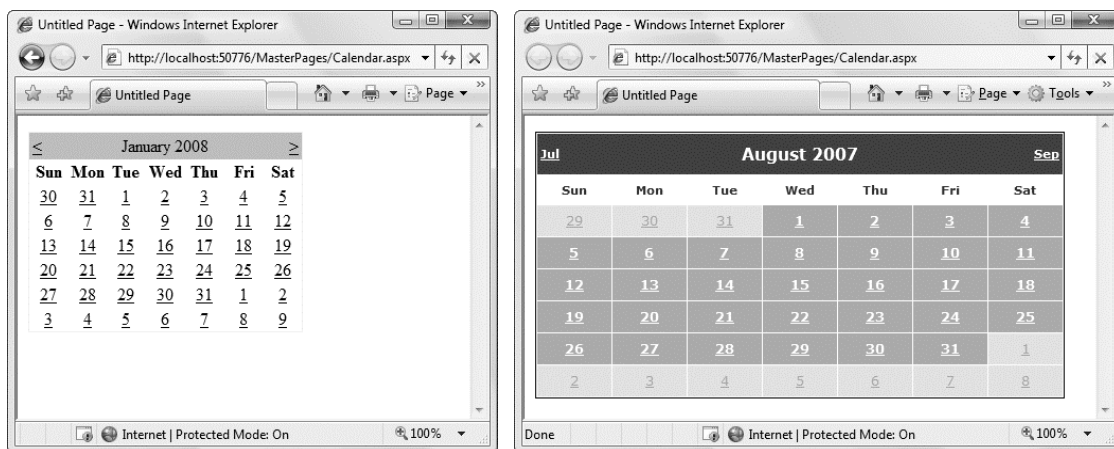 Untitled Page - Windows Internet Explorer
http://localhost:50776/MasterPages/Calendar.aspx
Untitled Page
Page
< January 2008 >
Sun Mon Tue Wed Thu Fri Sat
30 31 1 2 3 4 5
6 7 8 9 10 11 12
13 14 15 16 17 18 19
20 21 22 23 24 25 26
27 28 29 30 31 1 2
3 4 5 6 7 8 9
Internet | Protected Mode: On 100%
Untitled Page - Windows Internet Explorer
http://localhost:50776/MasterPages/Calendar.aspx
Untitled Page
Page Tools
Jul August 2007 Sep
Sun Mon Tue Wed Thu Fri Sat
29 30 31 1 2 3 4
5 6 7 8 9 10 11
12 13 14 15 16 17 18
19 20 21 22 23 24 25
26 27 28 29 30 31 1
2 3 4 5 6 7 8
Done Internet | Protected Mode: On 100%